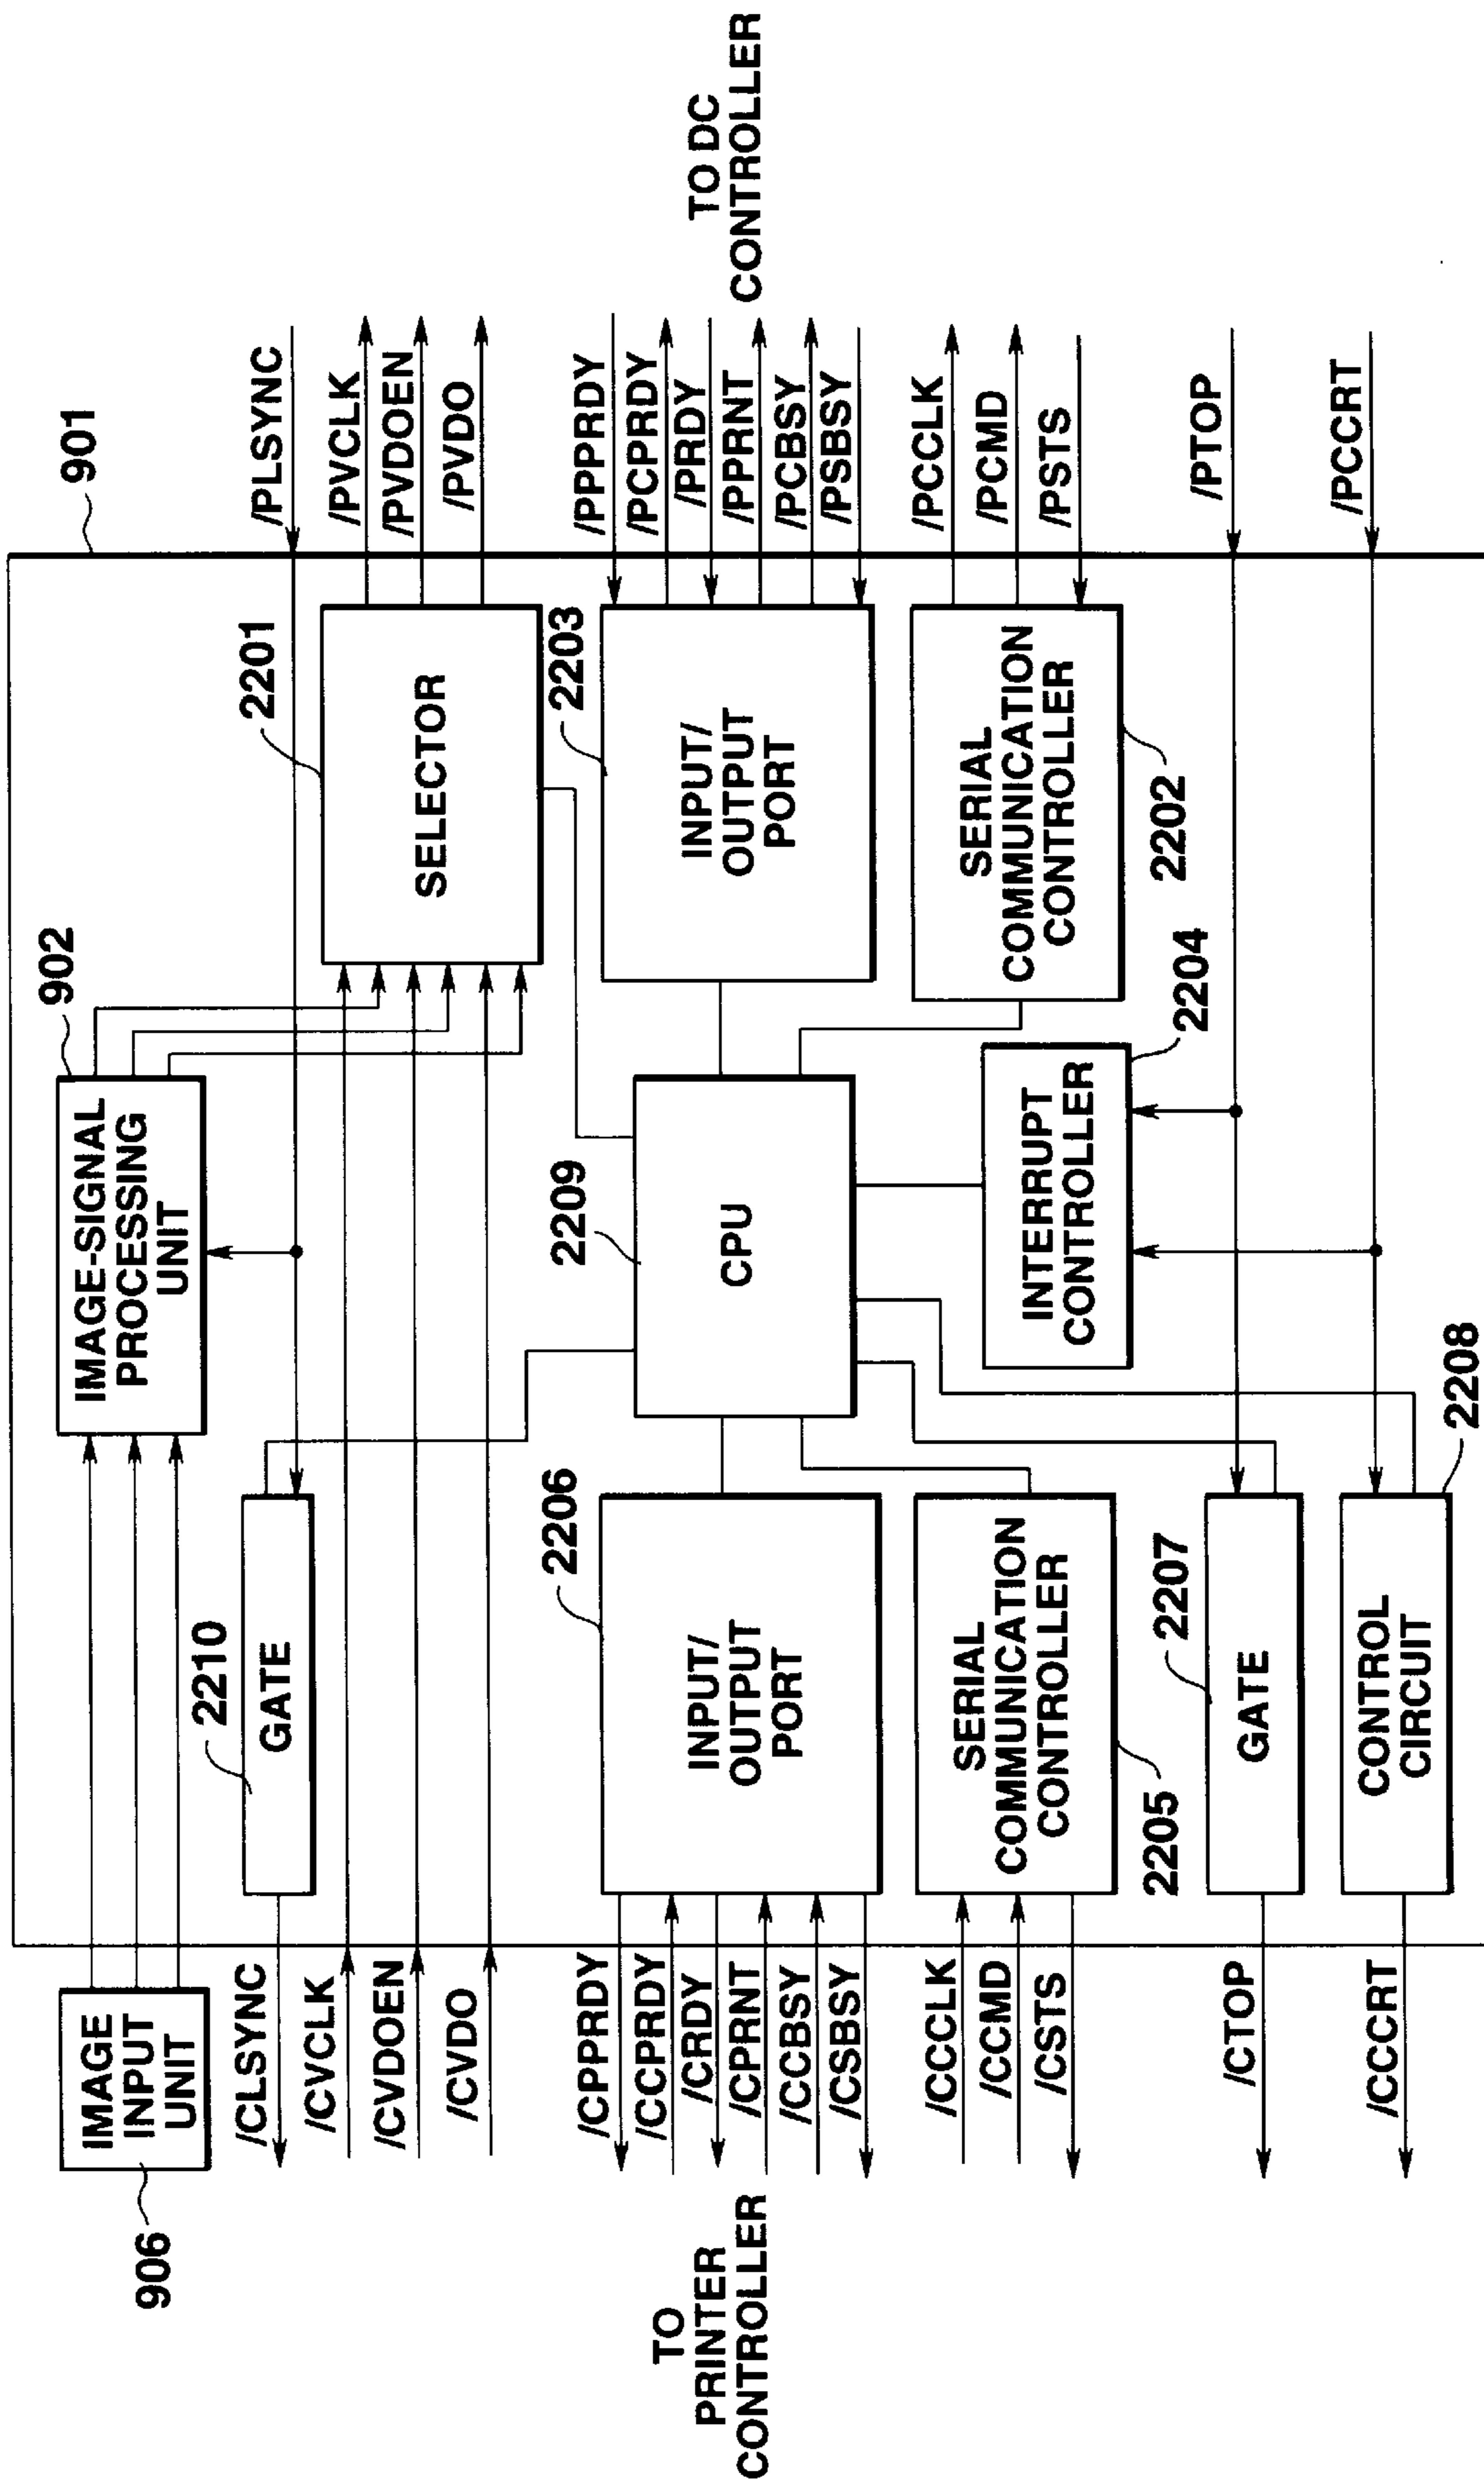 906
IMAGE
INPUT
UNIT
/CLSYNC
/CVCLK
/CVDOEN
/CVDO
TO
PRINTER
CONTROLLER
/CPPRDY
/CCPRDY
/CRDY
/CPRNT
/CCBSY
/CSBSY
/CCCLK
/CCMD
/CSTS
/CTOP
/CCCRT
2210
GATE
2206
INPUT/
OUTPUT
PORT
SERIAL
COMMUNICATION
CONTROLLER
2205
2207
GATE
CONTROL
CIRCUIT
2208
902
IMAGE-SIGNAL
PROCESSING
UNIT
2209
CPU
INTERRUPT
CONTROLLER
2204
2201
SELECTOR
2203
INPUT/
OUTPUT
PORT
SERIAL
COMMUNICATION
CONTROLLER
2202
901
/PLSYNC
/PVCLK
/PVDOEN
/PVDO
/PPPRDY
/PCPRDY
/PRDY
/PPRNT
/PCBSY
/PSBSY
/PCCLK
/PCMD
/PSTS
/PTOP
/PCCRT
TO DC
CONTROLLER